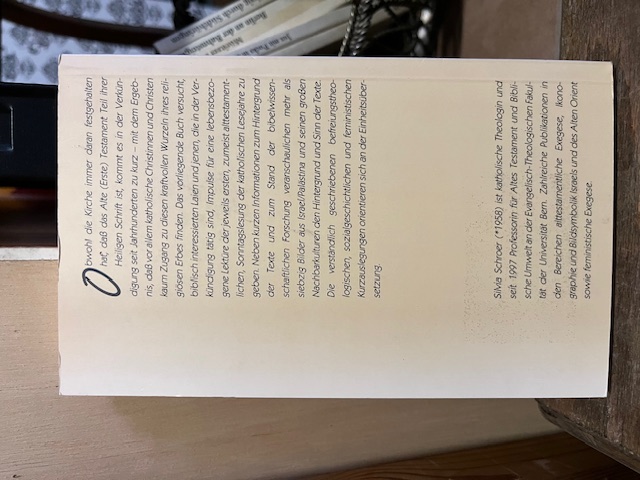 Obwohl die Kirche immer daran festgehalten
hat, daß das Alte (Erste) Testament Teil ihrer
Heiligen Schrift ist, kommt es in der Verkün-
digung seit Jahrhunderten zu kurz – mit dem Ergeb-
nis, daß vor allem katholische Christinnen und Christen
kaum Zugang zu diesen kraftvollen Wurzeln ihres reli-
giösen Erbes finden. Das vorliegende Buch versucht,
biblisch interessierten Laien und jenen, die in der Ver-
kündigung tätig sind, Impulse für eine lebensbezo-
gene Lektüre der jeweils ersten, zumeist alttestament-
lichen, Sonntagslesung der katholischen Lesejahre zu
geben. Neben kurzen Informationen zum Hintergrund
der Texte und zum Stand der bibelwissen-
schaftlichen Forschung veranschaulichen mehr als
siebzig Bilder aus Israel/Palästina und seinen großen
Nachbarkulturen den Hintergrund und Sinn der Texte.
Die verständlich geschriebenen befreiungstheo-
logischen, sozialgeschichtlichen und feministischen
Kurzauslegungen orientieren sich an der Einheitsüber-
setzung.
Silvia Schroer (*1958) ist katholische Theologin und
seit 1997 Professorin für Altes Testament und Bibli-
sche Umwelt an der Evangelisch-Theologischen Fakul-
tät der Universität Bern. Zahlreiche Publikationen in
den Bereichen alttestamentliche Exegese, Ikono-
graphie und Bildsymbolik Israels und des Alten Orient
sowie feministische Exegese.